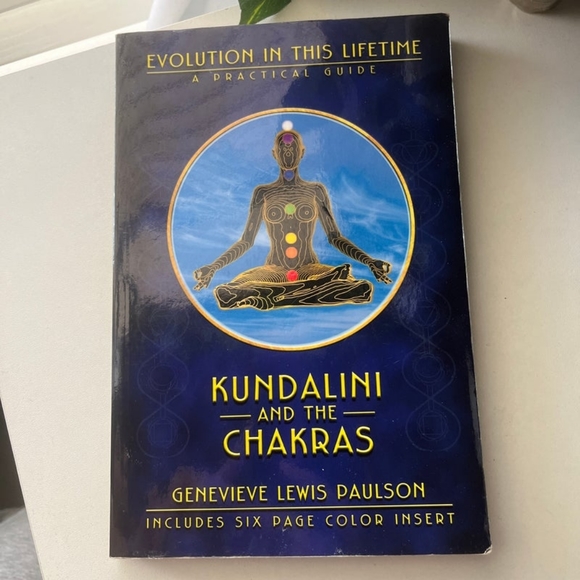 EVOLUTION IN THIS LIFETIME
A PRACTICAL GUIDE
KUNDALINI
AND THE
CHAKRAS
GENEVIEVE LEWIS PAULSON
INCLUDES SIX PAGE COLOR INSERT